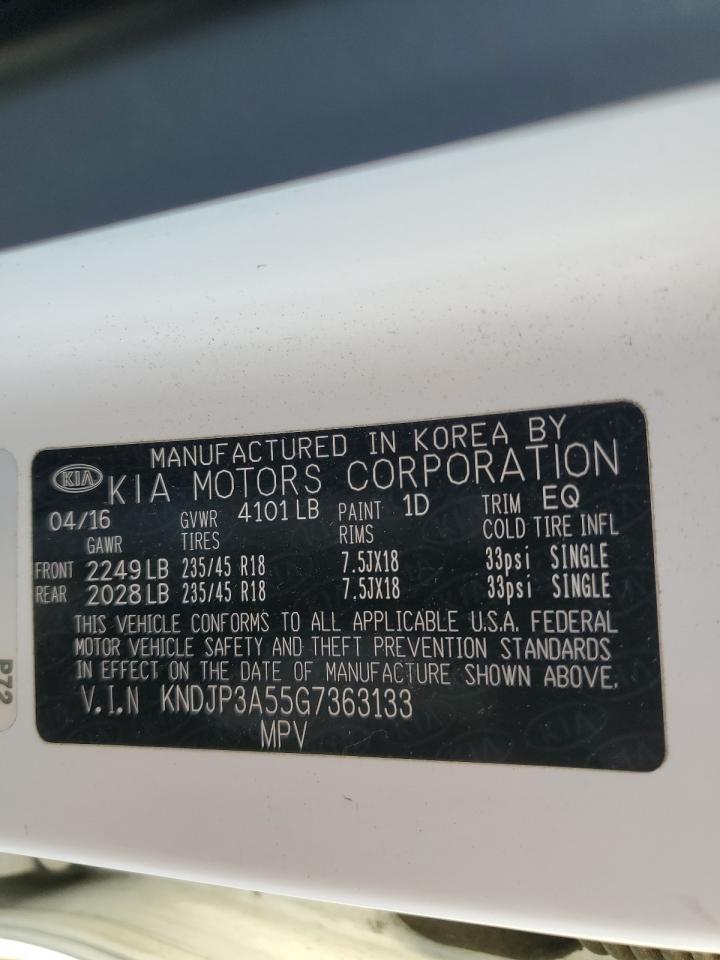 MANUFACTURED IN KOREA BY
KIA KIA MOTORS CORPORATION
04/16 GVWR 4101 LB PAINT 1D TRIM EQ
GAWR TIRES RIMS COLD TIRE INFL
FRONT 2249 LB 235/45 R18 7.5JX18 33psi SINGLE
REAR 2028 LB 235/45 R18 7.5JX18 33psi SINGLE
THIS VEHICLE CONFORMS TO ALL APPLICABLE U.S.A. FEDERAL
MOTOR VEHICLE SAFETY AND THEFT PREVENTION STANDARDS
IN EFFECT ON THE DATE OF MANUFACTURE SHOWN ABOVE.
V.I.N KNDJP3A55G7363133
MPV
P72